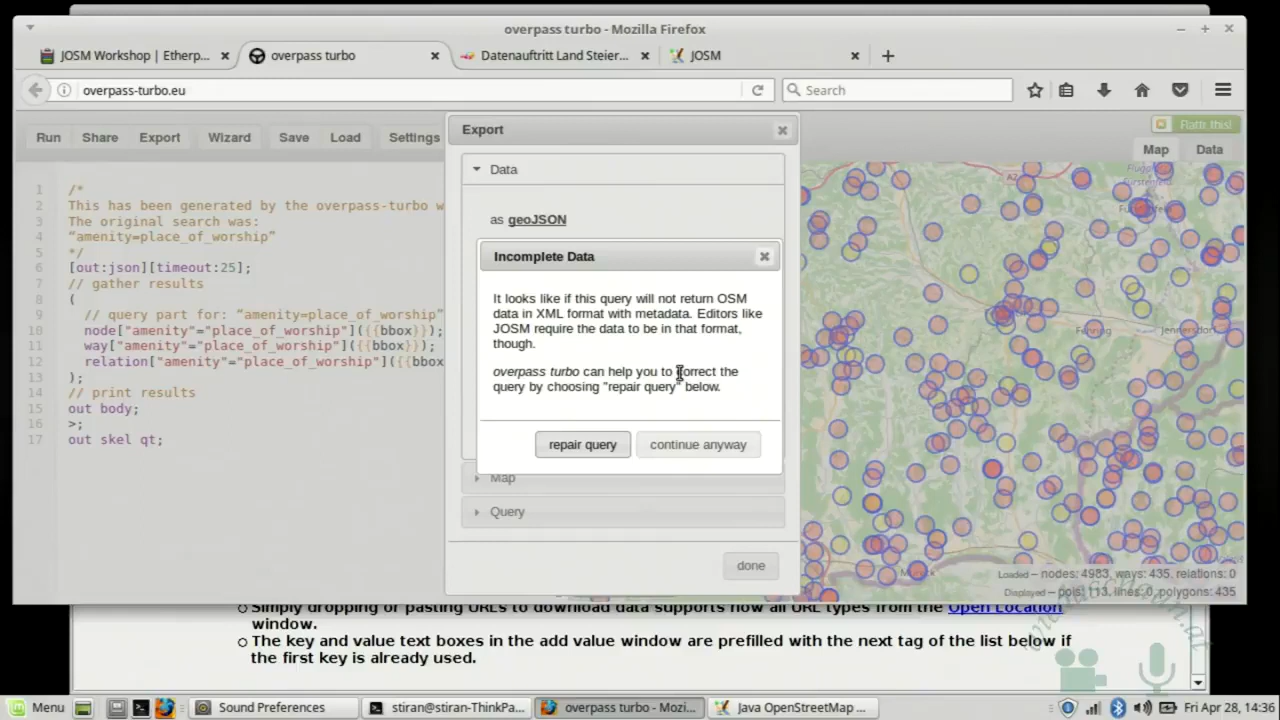 overpass turbo - Mozilla Firefox
JOSM Workshop | Etherp...
overpass turbo
Datenauftritt Land Steier...
JOSM
overpass-turbo.eu
Search
Run Share Export Wizard Save Load Settings
Export
Flattr this!
Map Data
Data
1 /*
2 This has been generated by the overpass-turbo w
3 The original search was:
4 “amenity=place_of_worship”
5 */
6 [out:json][timeout:25];
7 // gather results
8 (
9 // query part for: “amenity=place_of_worship”
10 node["amenity"="place_of_worship"]({{bbox}});
11 way["amenity"="place_of_worship"]({{bbox}});
12 relation["amenity"="place_of_worship"]({{bbox
13 );
14 // print results
15 out body;
16 >;
17 out skel qt;
as geoJSON
Incomplete Data
It looks like if this query will not return OSM
data in XML format with metadata. Editors like
JOSM require the data to be in that format,
though.
overpass turbo can help you to correct the
query by choosing "repair query" below.
repair query continue anyway
Map
Query
done
A2
Fehring
Jennersdorf
Loaded – nodes: 4983, ways: 435, relations: 0
Displayed – pois: 113, lines: 0, polygons: 435
Simply dropping or pasting URLs to download data supports now all URL types from the Open Location
window.
The key and value text boxes in the add value window are prefilled with the next tag of the list below if
the first key is already used.
Menu
Sound Preferences
stiran@stiran-ThinkPa...
overpass turbo - Mozi...
Java OpenStreetMap ...
Fri Apr 28, 14:36